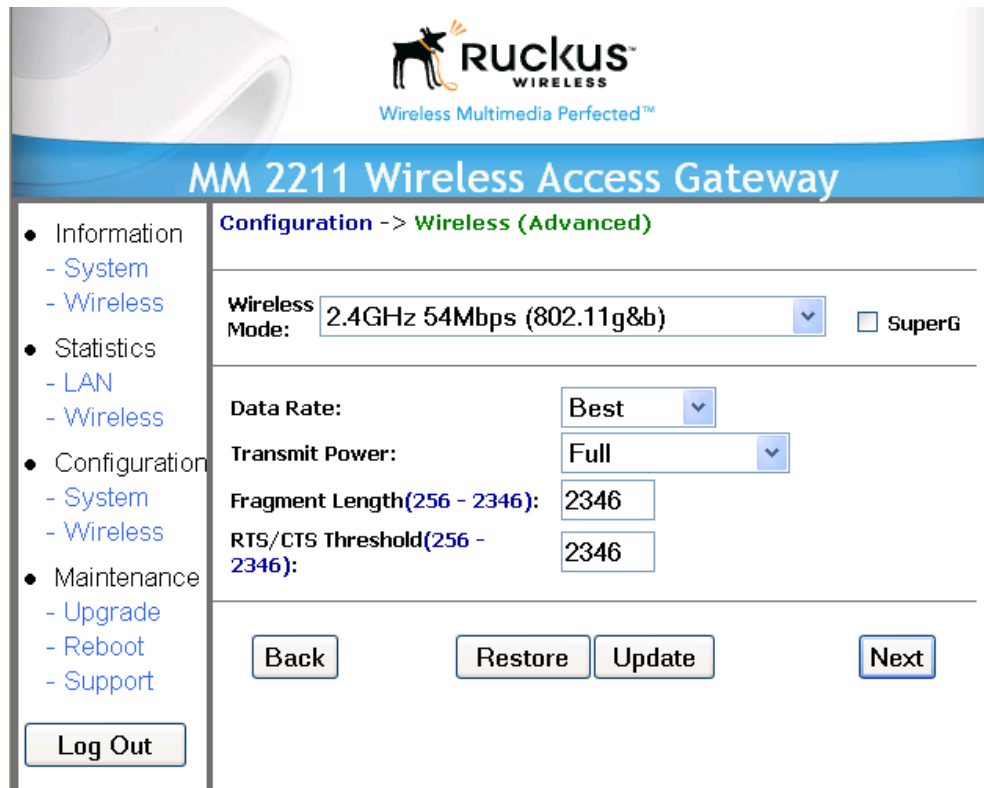 RUCKUS™
WIRELESS
Wireless Multimedia Perfected™
MM 2211 Wireless Access Gateway
• Information
- System
- Wireless
• Statistics
- LAN
- Wireless
• Configuration
- System
- Wireless
• Maintenance
- Upgrade
- Reboot
- Support
Log Out
Configuration -> Wireless (Advanced)
Wireless Mode: 2.4GHz 54Mbps (802.11g&b) SuperG
Data Rate: Best
Transmit Power: Full
Fragment Length(256 - 2346): 2346
RTS/CTS Threshold(256 -
2346): 2346
Back Restore Update Next